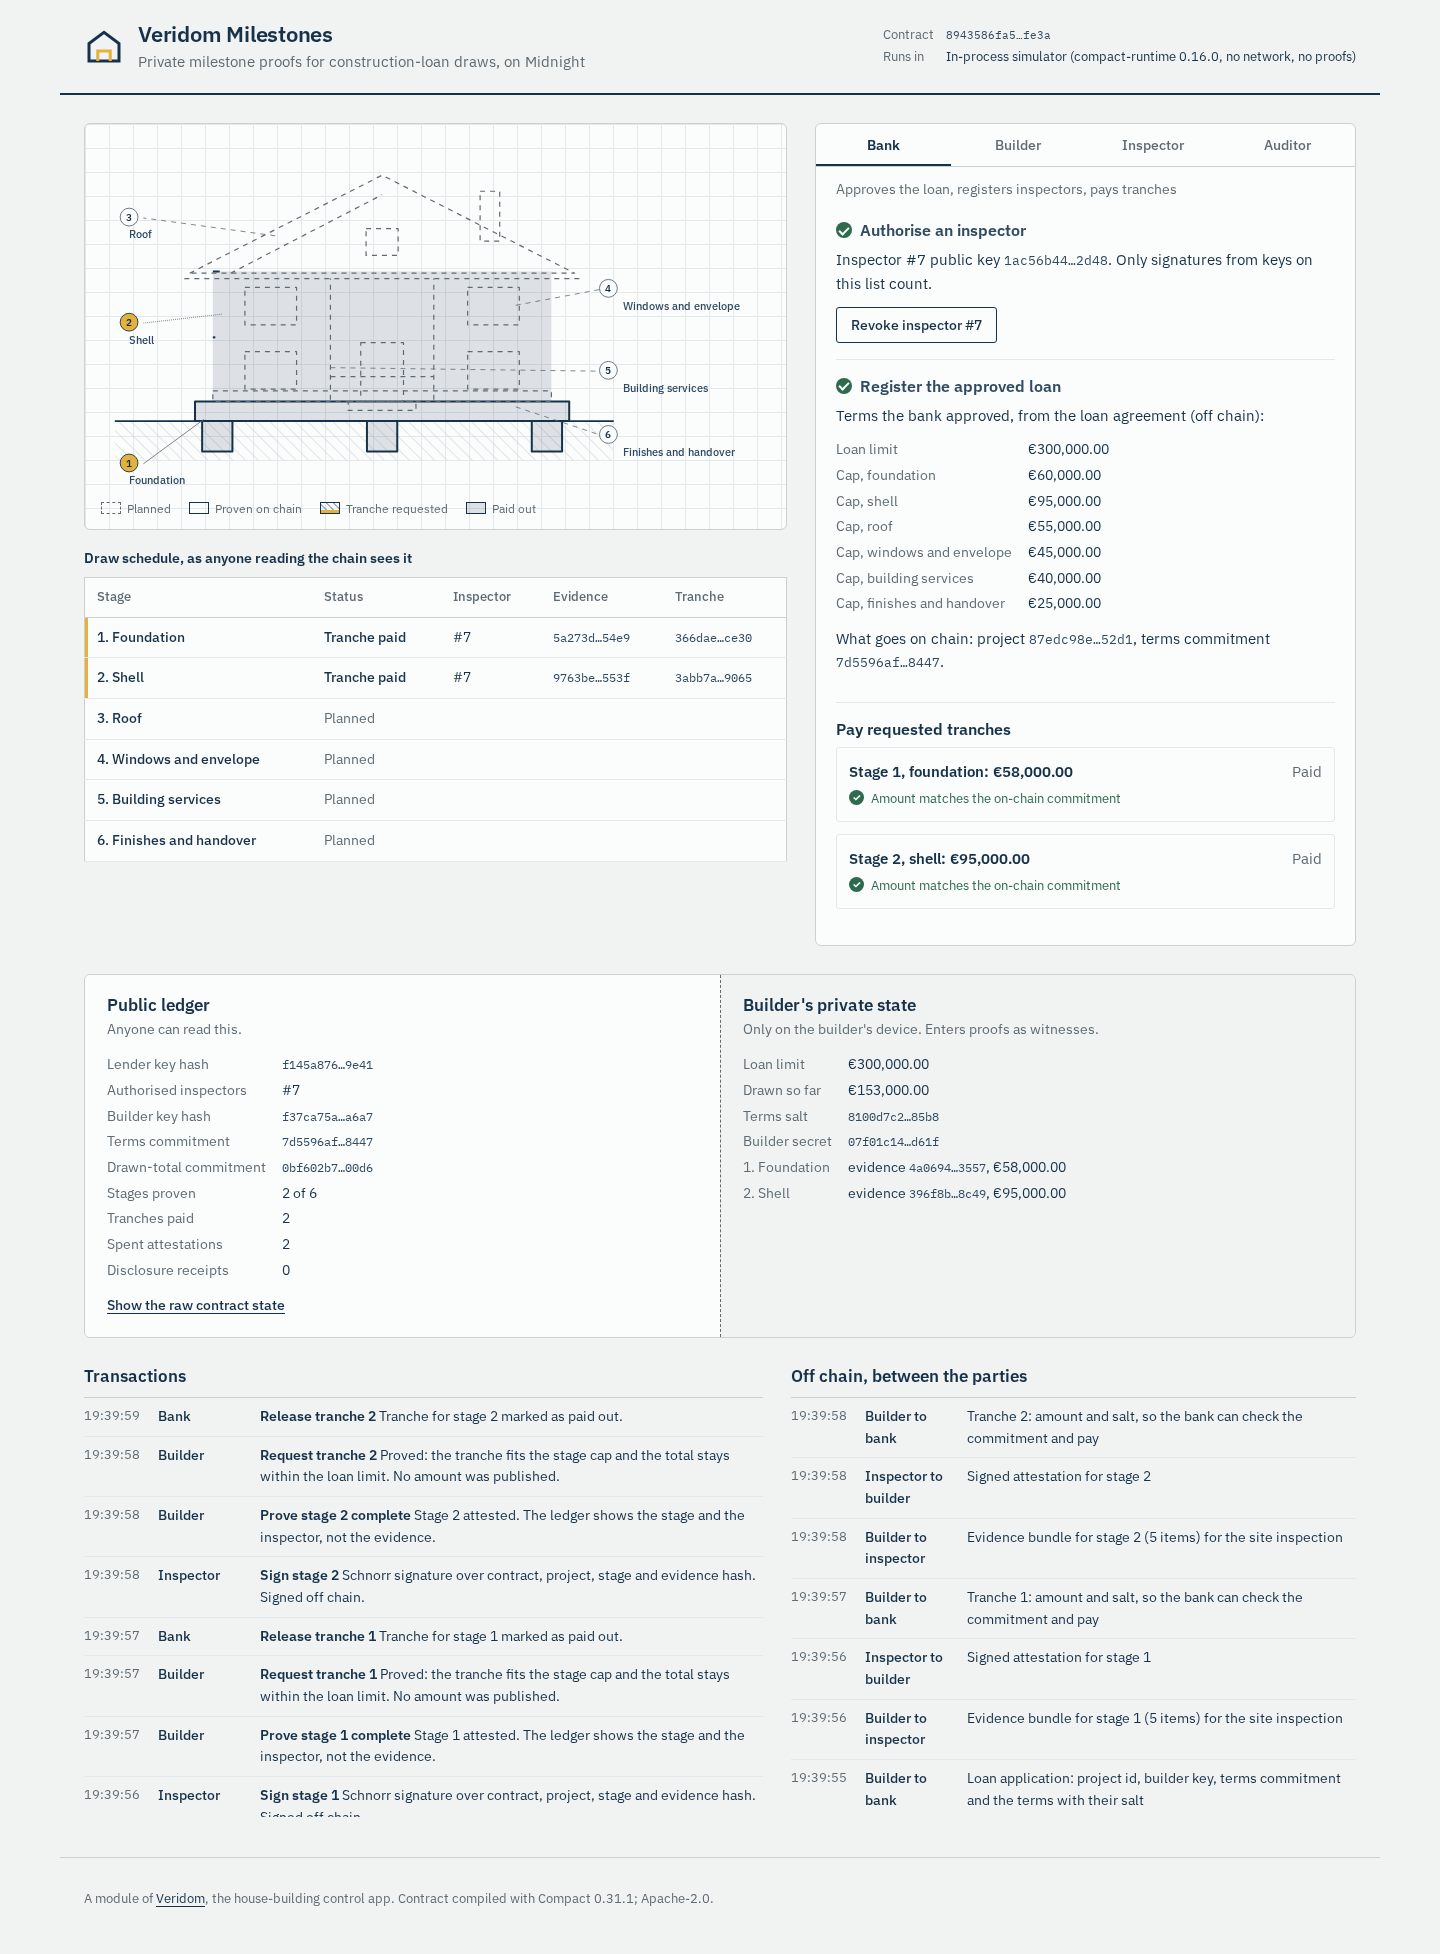 Veridom Milestones
Private milestone proofs for construction-loan draws, on Midnight
Contract 8943586fa5…fe3a
Runs in In-process simulator (compact-runtime 0.16.0, no network, no proofs)
3
Roof
2
Shell
1
Foundation
4
Windows and envelope
5
Building services
6
Finishes and handover
Planned Proven on chain Tranche requested Paid out
Draw schedule, as anyone reading the chain sees it
Stage Status Inspector Evidence Tranche
1. Foundation Tranche paid #7 5a273d…54e9 366dae…ce30
2. Shell Tranche paid #7 9763be…553f 3abb7a…9065
3. Roof Planned
4. Windows and envelope Planned
5. Building services Planned
6. Finishes and handover Planned
Bank Builder Inspector Auditor
Approves the loan, registers inspectors, pays tranches
Authorise an inspector
Inspector #7 public key 1ac56b44…2d48. Only signatures from keys on
this list count.
Revoke inspector #7
Register the approved loan
Terms the bank approved, from the loan agreement (off chain):
Loan limit €300,000.00
Cap, foundation €60,000.00
Cap, shell €95,000.00
Cap, roof €55,000.00
Cap, windows and envelope €45,000.00
Cap, building services €40,000.00
Cap, finishes and handover €25,000.00
What goes on chain: project 87edc98e…52d1, terms commitment
7d5596af…8447.
Pay requested tranches
Stage 1, foundation: €58,000.00 Paid
Amount matches the on-chain commitment
Stage 2, shell: €95,000.00 Paid
Amount matches the on-chain commitment
Public ledger
Anyone can read this.
Lender key hash f145a876…9e41
Authorised inspectors #7
Builder key hash f37ca75a…a6a7
Terms commitment 7d5596af…8447
Drawn-total commitment 0bf602b7…00d6
Stages proven 2 of 6
Tranches paid 2
Spent attestations 2
Disclosure receipts 0
Show the raw contract state
Builder's private state
Only on the builder's device. Enters proofs as witnesses.
Loan limit €300,000.00
Drawn so far €153,000.00
Terms salt 8100d7c2…85b8
Builder secret 07f01c14…d61f
1. Foundation evidence 4a0694…3557, €58,000.00
2. Shell evidence 396f8b…8c49, €95,000.00
Transactions
19:39:59 Bank Release tranche 2 Tranche for stage 2 marked as paid out.
19:39:58 Builder Request tranche 2 Proved: the tranche fits the stage cap and the total stays
within the loan limit. No amount was published.
19:39:58 Builder Prove stage 2 complete Stage 2 attested. The ledger shows the stage and the
inspector, not the evidence.
19:39:58 Inspector Sign stage 2 Schnorr signature over contract, project, stage and evidence hash.
Signed off chain.
19:39:57 Bank Release tranche 1 Tranche for stage 1 marked as paid out.
19:39:57 Builder Request tranche 1 Proved: the tranche fits the stage cap and the total stays
within the loan limit. No amount was published.
19:39:57 Builder Prove stage 1 complete Stage 1 attested. The ledger shows the stage and the
inspector, not the evidence.
19:39:56 Inspector Sign stage 1 Schnorr signature over contract, project, stage and evidence hash.
Signed off chain.
Off chain, between the parties
19:39:58 Builder to Tranche 2: amount and salt, so the bank can check the
bank commitment and pay
19:39:58 Inspector to Signed attestation for stage 2
builder
19:39:58 Builder to Evidence bundle for stage 2 (5 items) for the site inspection
inspector
19:39:57 Builder to Tranche 1: amount and salt, so the bank can check the
bank commitment and pay
19:39:56 Inspector to Signed attestation for stage 1
builder
19:39:56 Builder to Evidence bundle for stage 1 (5 items) for the site inspection
inspector
19:39:55 Builder to Loan application: project id, builder key, terms commitment
bank and the terms with their salt
A module of Veridom, the house-building control app. Contract compiled with Compact 0.31.1; Apache-2.0.